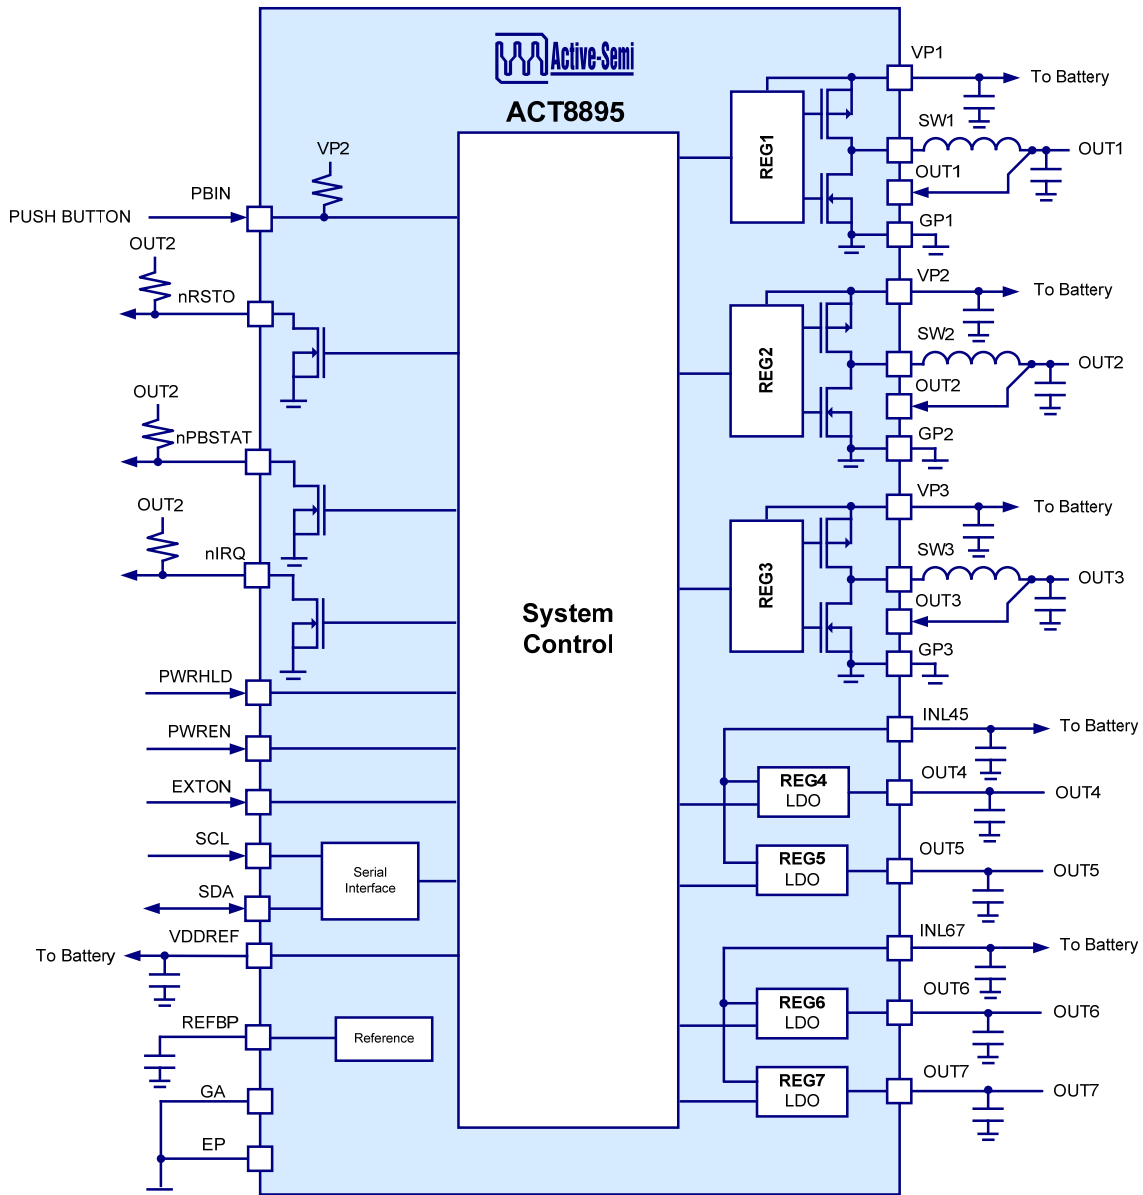 Active-Semi
ACT8895
VP2
PBIN
PUSH BUTTON
OUT2
nRSTO
OUT2
nPBSTAT
OUT2
nIRQ
PWRHLD
PWREN
EXTON
SCL
SDA
VDDREF
To Battery
REFBP
GA
EP
Serial
Interface
Reference
System
Control
REG1
VP1
To Battery
SW1
OUT1
OUT1
GP1
REG2
VP2
To Battery
SW2
OUT2
OUT2
GP2
REG3
VP3
To Battery
SW3
OUT3
OUT3
GP3
INL45
To Battery
REG4
LDO
OUT4
OUT4
REG5
LDO
OUT5
OUT5
INL67
To Battery
REG6
LDO
OUT6
OUT6
REG7
LDO
OUT7
OUT7